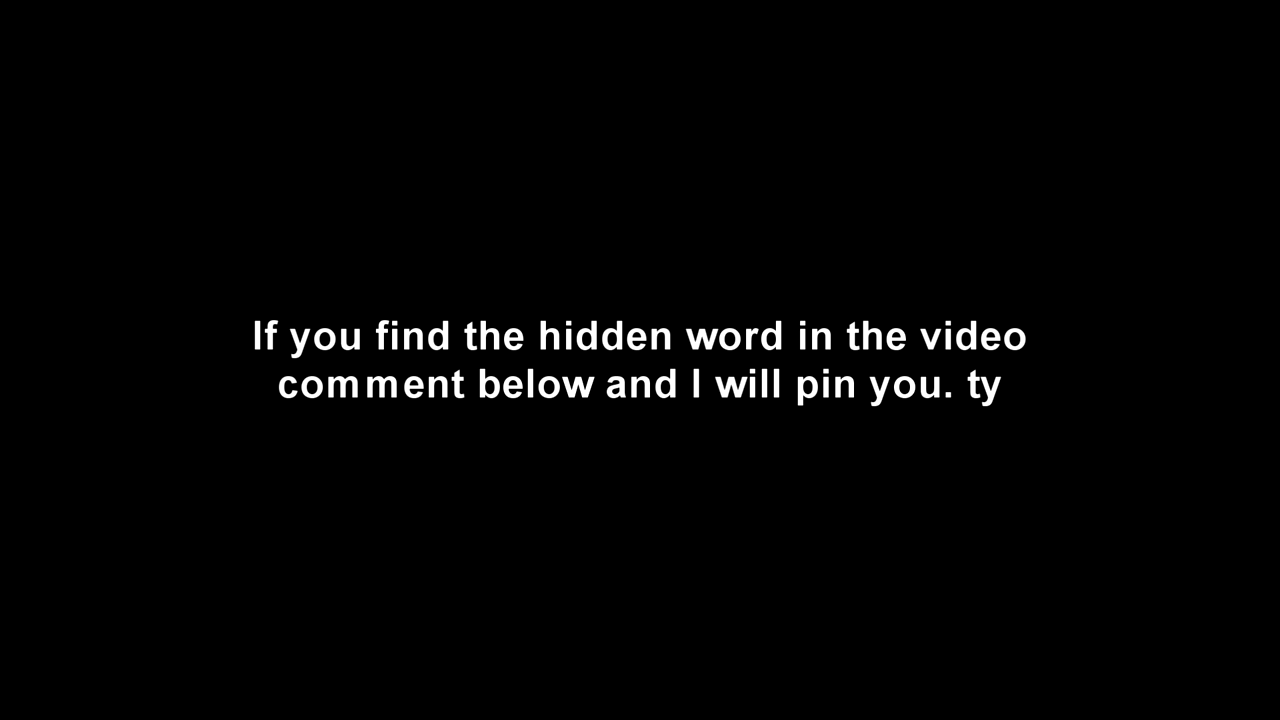 If you find the hidden word in the video
comment below and I will pin you. ty